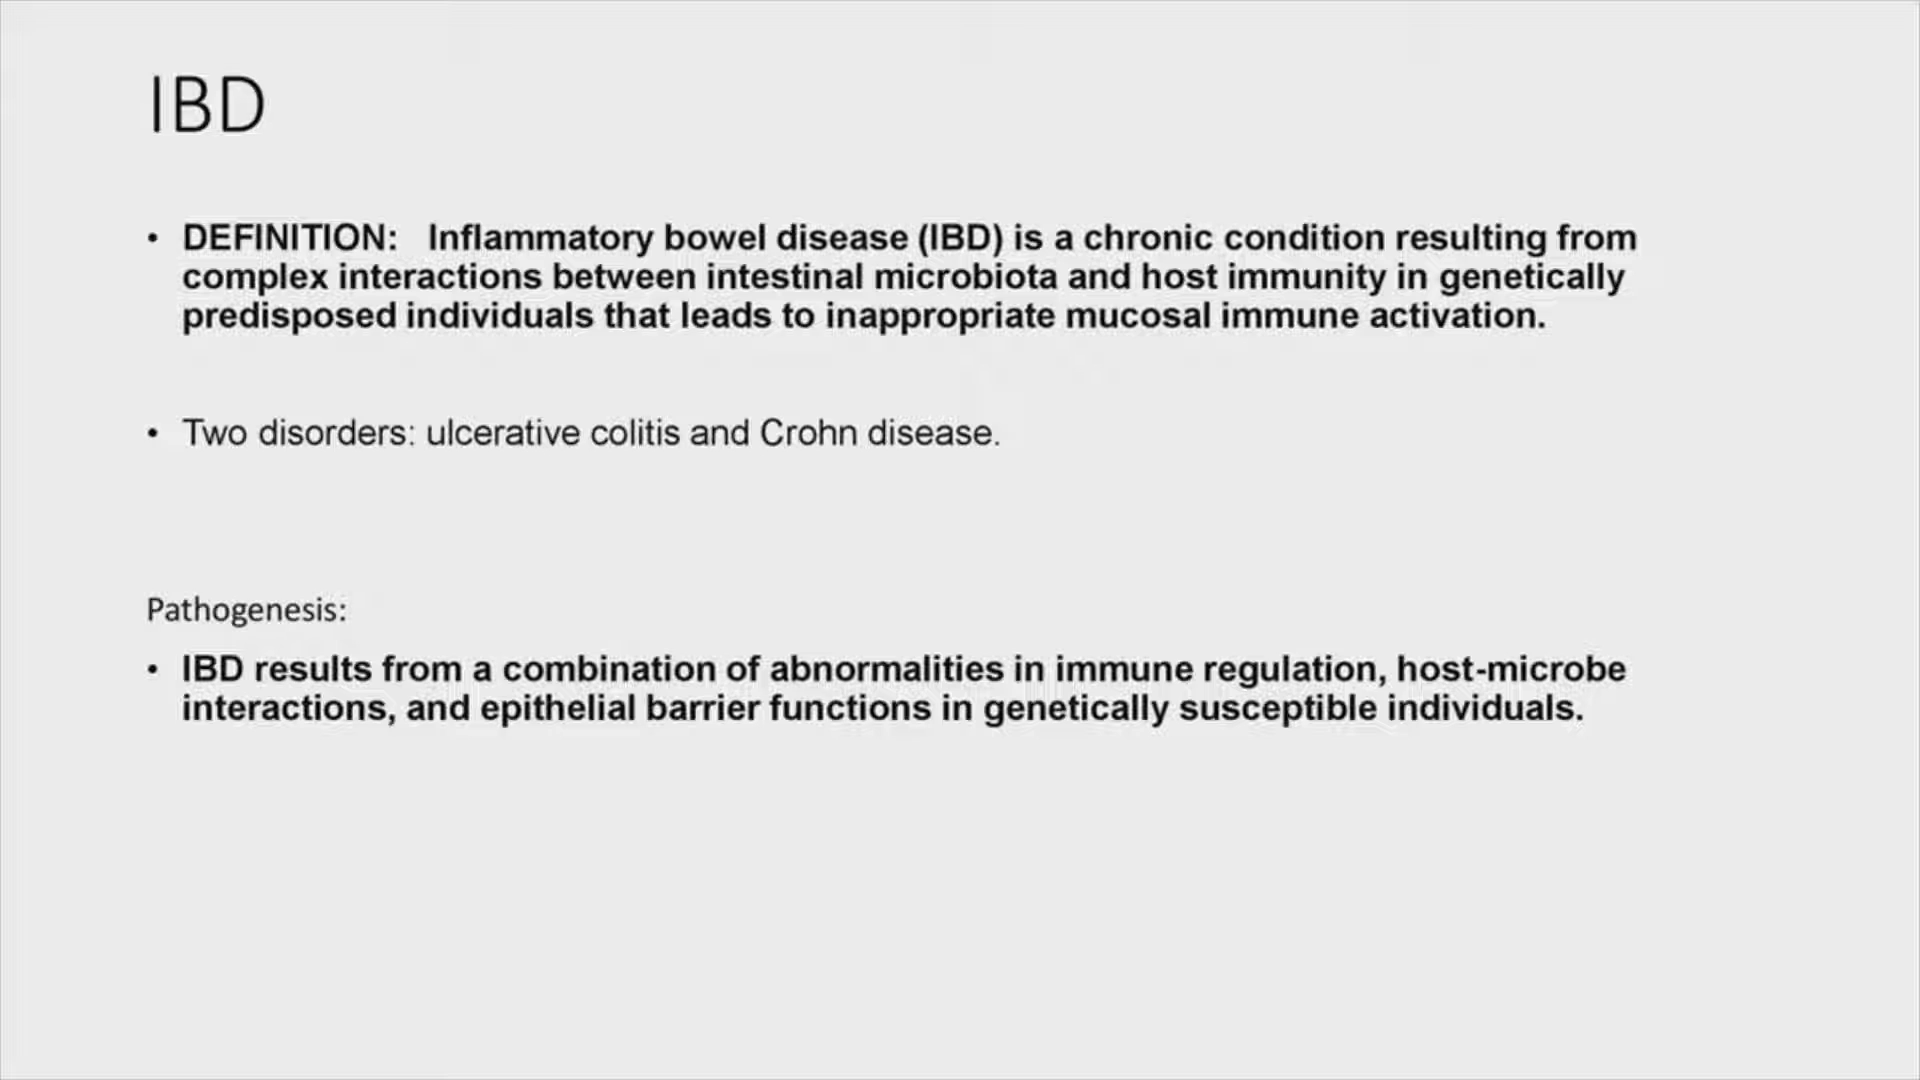 IBD
• DEFINITION: Inflammatory bowel disease (IBD) is a chronic condition resulting from
complex interactions between intestinal microbiota and host immunity in genetically
predisposed individuals that leads to inappropriate mucosal immune activation.
• Two disorders: ulcerative colitis and Crohn disease.
Pathogenesis:
• IBD results from a combination of abnormalities in immune regulation, host-microbe
interactions, and epithelial barrier functions in genetically susceptible individuals.